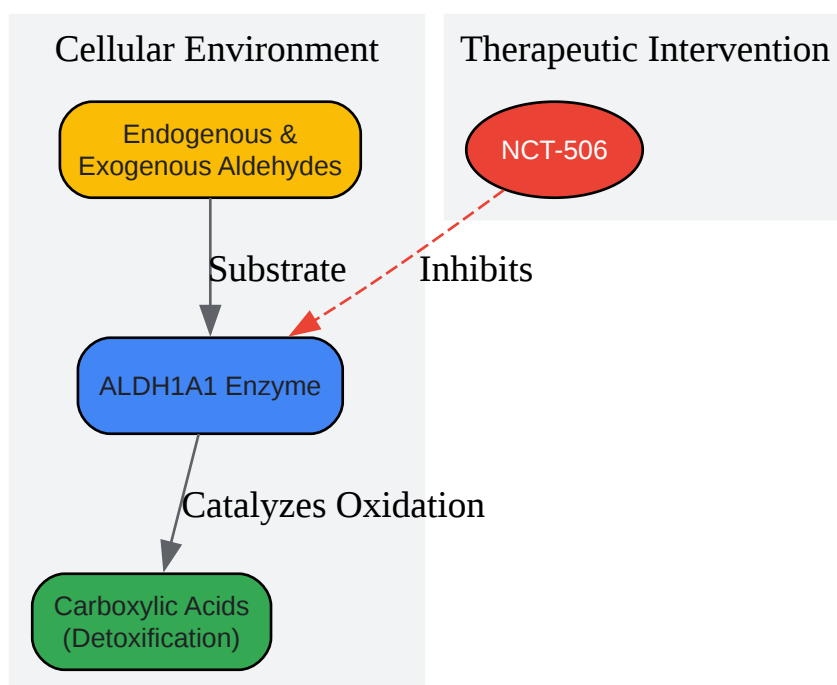 Cellular Environment
Therapeutic Intervention
Endogenous &
Exogenous Aldehydes
NCT-506
Substrate
Inhibits
ALDH1A1 Enzyme
Catalyzes Oxidation
Carboxylic Acids
(Detoxification)